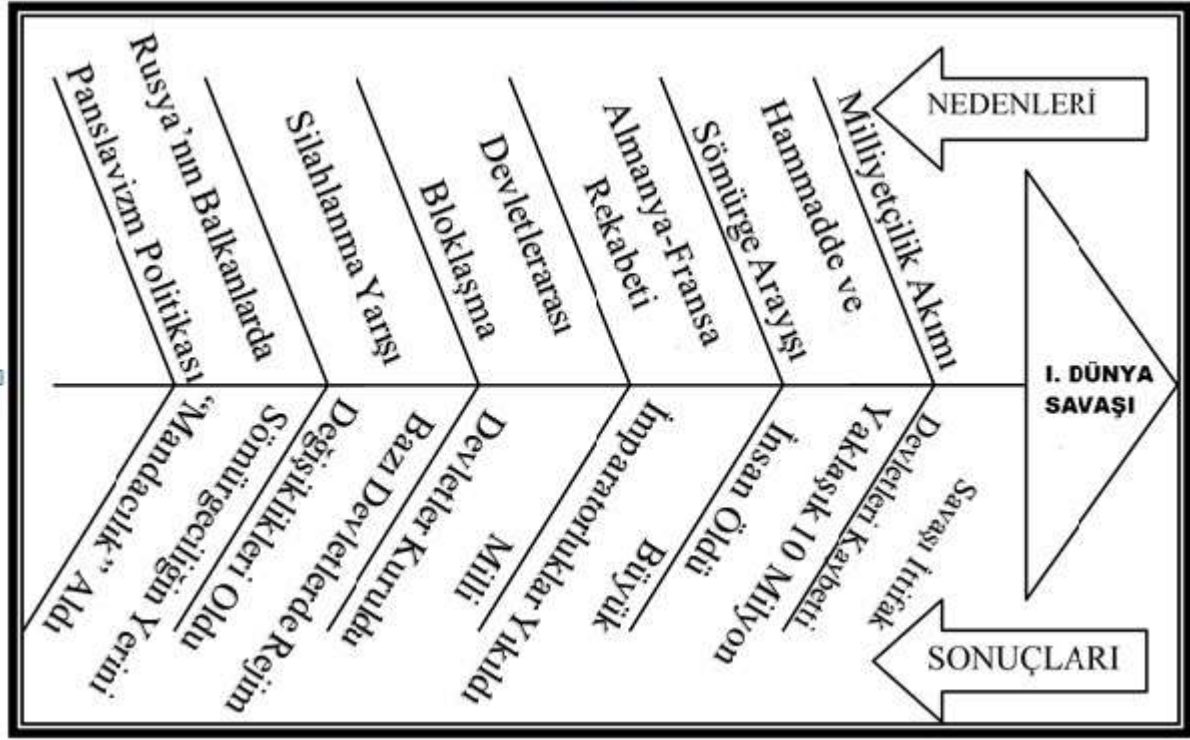 NEDENLERİ
Rusya’nın Balkanlarda
Panslavizm Politikası
Silahlanma Yarışı
Devletlerarası
Bloklaşma
Almanya-Fransa
Rekabeti
Hammadde ve
Sömürge Arayışı
Milliyetçilik Akımı
I. DÜNYA
SAVAŞI
Sömürgeciliğin Yerini
“Mandacılık” Aldı
Bazı Devletlerde Rejim
Değişiklikleri Oldu
Milli
Devletler Kuruldu
Büyük
İmparatorluklar Yıkıldı
Yaklaşık 10 Milyon
İnsan Öldü
Savaşı İttifak
Devletleri Kaybetti
SONUÇLARI